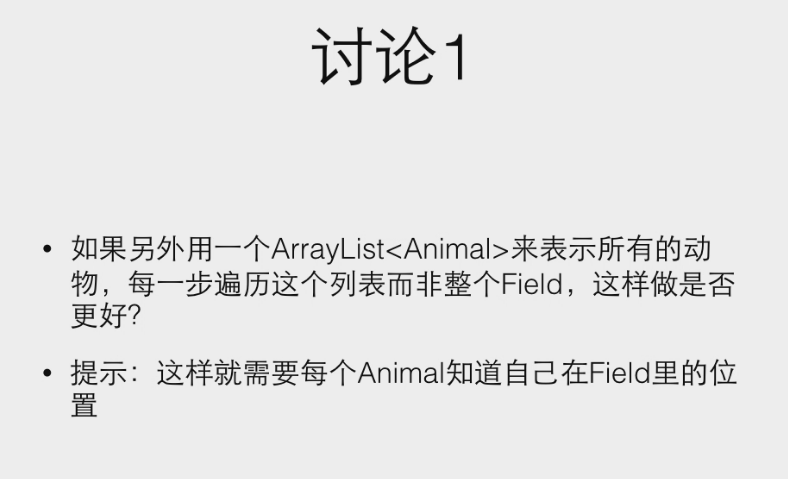 讨论1
• 如果另外用一个ArrayList<Animal>来表示所有的动
物，每一步遍历这个列表而非整个Field，这样做是否
更好？
• 提示：这样就需要每个Animal知道自己在Field里的位
置